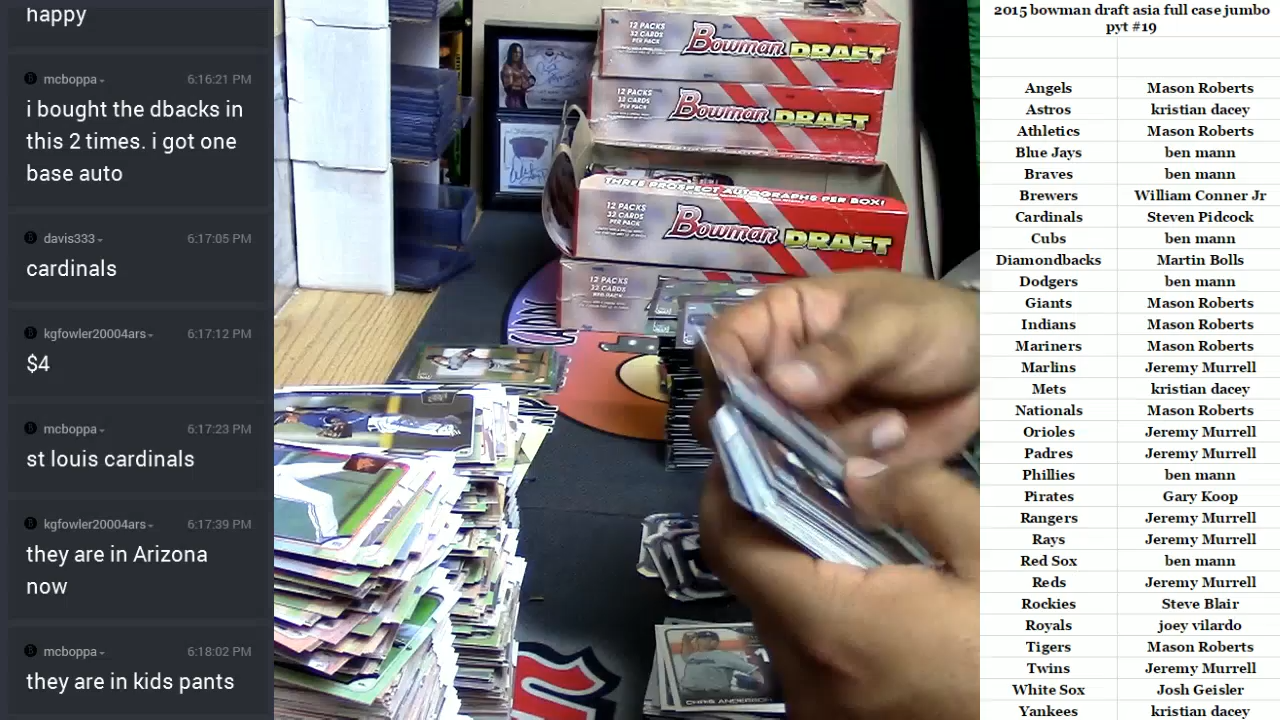 happy
mcboppa 6:16:21 PM
i bought the dbacks in
this 2 times. i got one
base auto
davis333 6:17:05 PM
cardinals
kgfowler20004ars 6:17:12 PM
$4
mcboppa 6:17:23 PM
st louis cardinals
kgfowler20004ars 6:17:39 PM
they are in Arizona
now
mcboppa 6:18:02 PM
they are in kids pants
12 PACKS
32 CARDS
PER PACK
Bowman DRAFT
12 PACKS
32 CARDS
PER PACK
Bowman DRAFT
THREE PROSPECT AUTOGRAPHS PER BOX!
12 PACKS
32 CARDS
PER PACK
Bowman DRAFT
12 PACKS
32 CARDS
PER PACK
CHRIS ANDERSON
2015 bowman draft asia full case jumbo
pyt #19
Angels Mason Roberts
Astros kristian dacey
Athletics Mason Roberts
Blue Jays ben mann
Braves ben mann
Brewers William Conner Jr
Cardinals Steven Pidcock
Cubs ben mann
Diamondbacks Martin Bolls
Dodgers ben mann
Giants Mason Roberts
Indians Mason Roberts
Mariners Mason Roberts
Marlins Jeremy Murrell
Mets kristian dacey
Nationals Mason Roberts
Orioles Jeremy Murrell
Padres Jeremy Murrell
Phillies ben mann
Pirates Gary Koop
Rangers Jeremy Murrell
Rays Jeremy Murrell
Red Sox ben mann
Reds Jeremy Murrell
Rockies Steve Blair
Royals joey vilardo
Tigers Mason Roberts
Twins Jeremy Murrell
White Sox Josh Geisler
Yankees kristian dacey